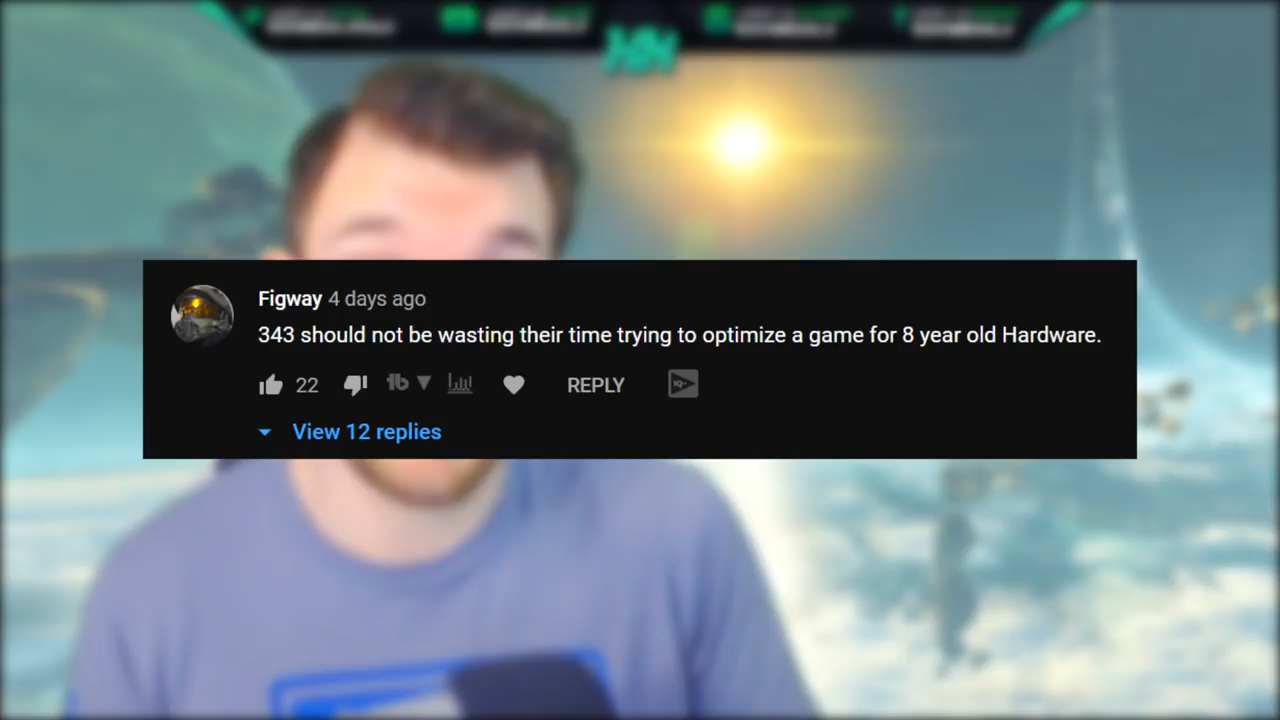 Figway 4 days ago
343 should not be wasting their time trying to optimize a game for 8 year old Hardware.
22 REPLY
View 12 replies